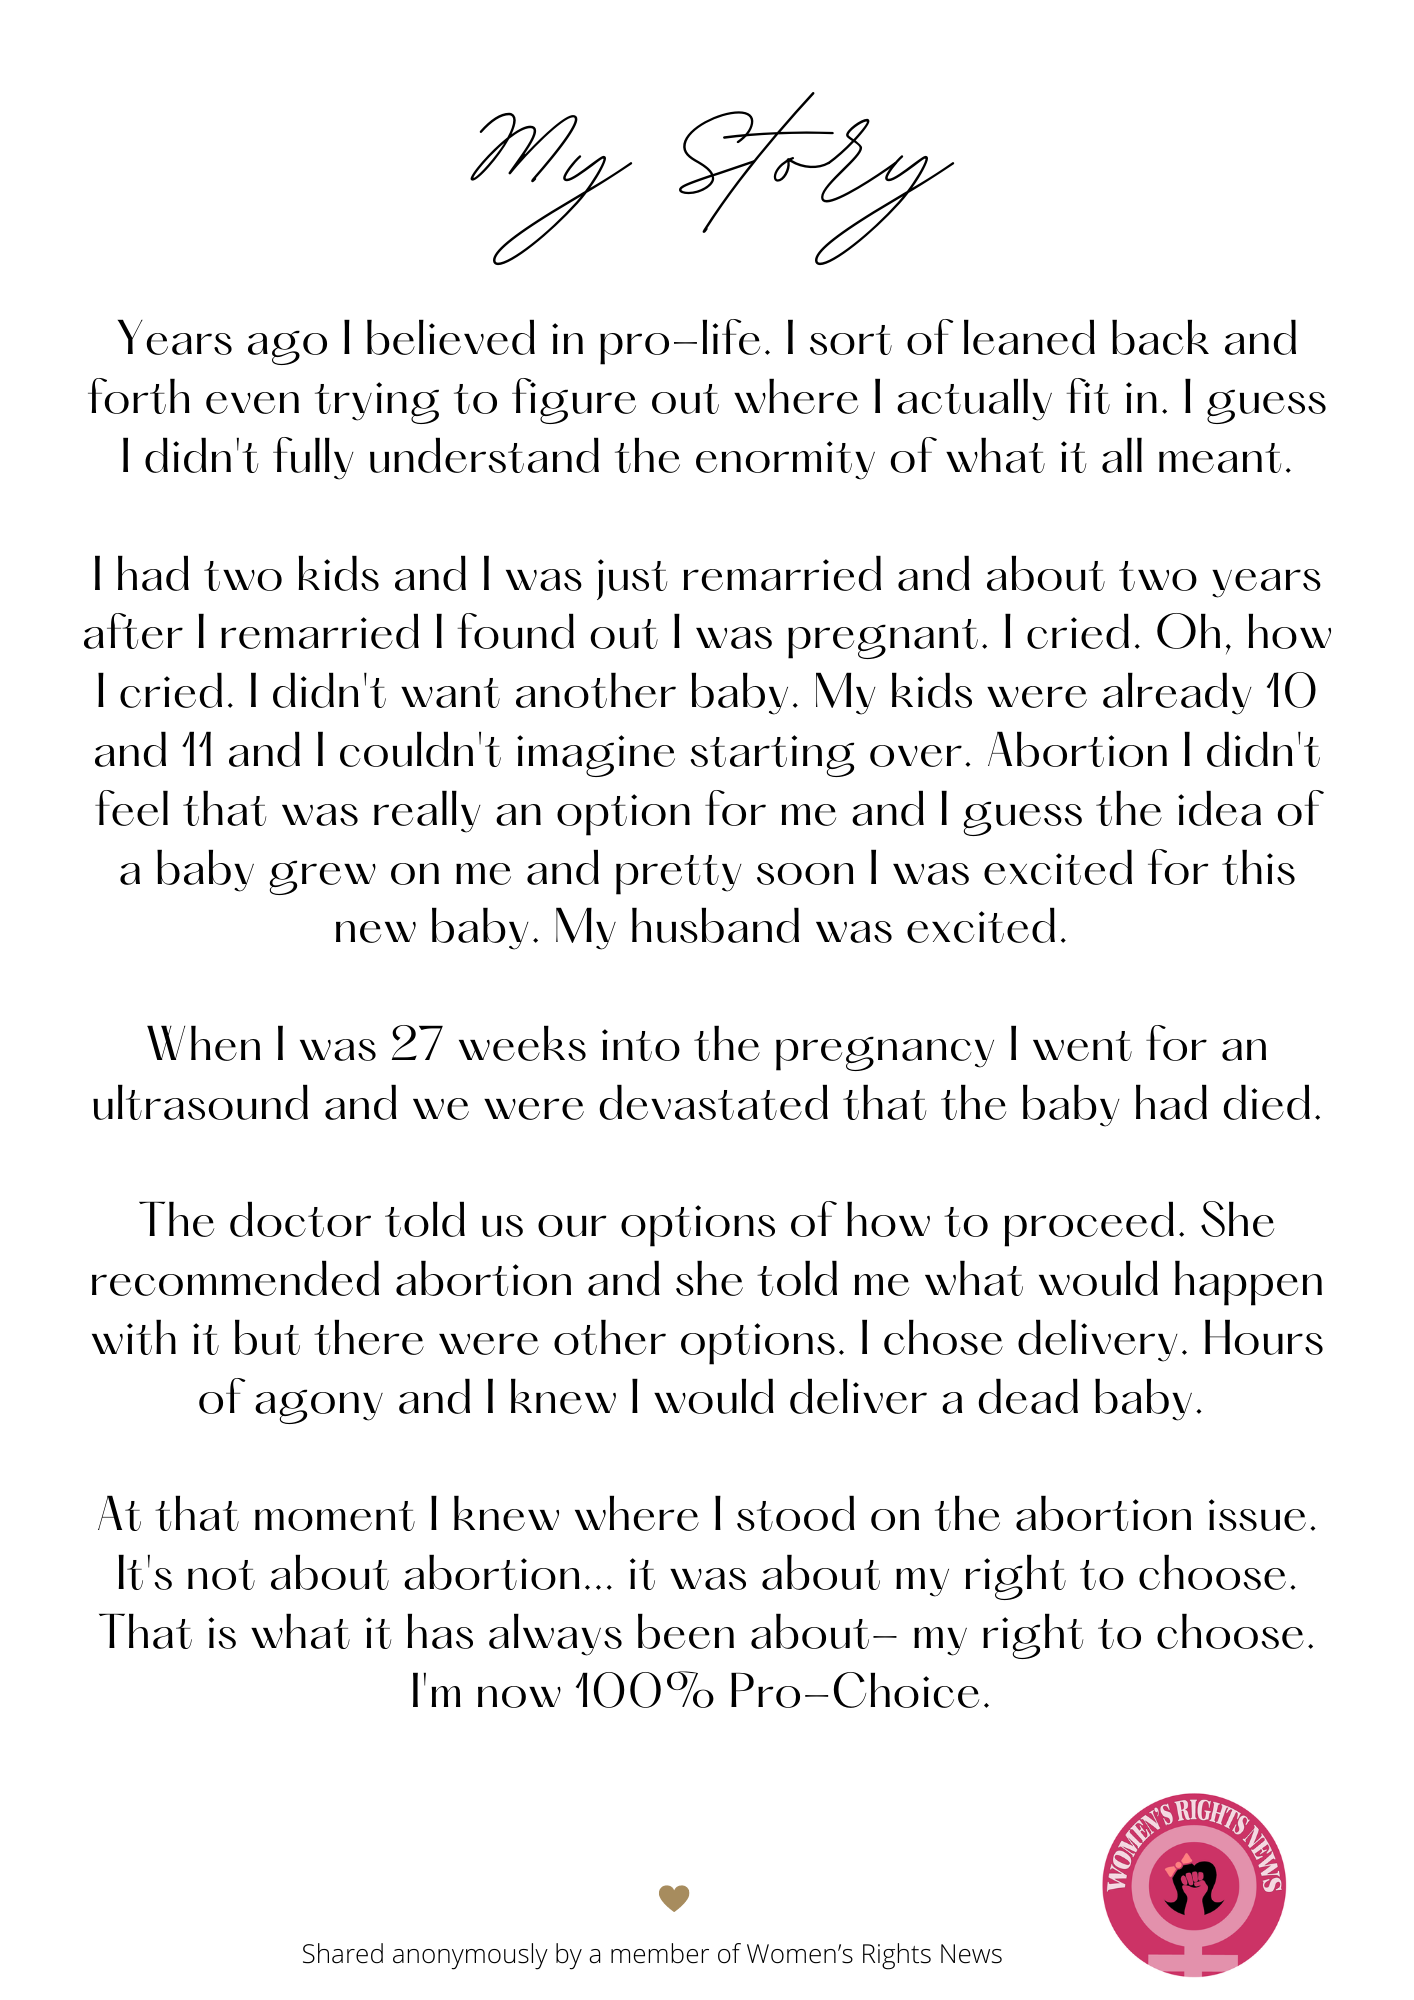 My Story
Years ago I believed in pro-life. I sort of leaned back and
forth even trying to figure out where I actually fit in. I guess
I didn't fully understand the enormity of what it all meant.
I had two kids and I was just remarried and about two years
after I remarried I found out I was pregnant. I cried. Oh, how
I cried. I didn't want another baby. My kids were already 10
and 11 and I couldn't imagine starting over. Abortion I didn't
feel that was really an option for me and I guess the idea of
a baby grew on me and pretty soon I was excited for this
new baby. My husband was excited.
When I was 27 weeks into the pregnancy I went for an
ultrasound and we were devastated that the baby had died.
The doctor told us our options of how to proceed. She
recommended abortion and she told me what would happen
with it but there were other options. I chose delivery. Hours
of agony and I knew I would deliver a dead baby.
At that moment I knew where I stood on the abortion issue.
It's not about abortion... it was about my right to choose.
That is what it has always been about- my right to choose.
I'm now 100% Pro-Choice.
WOMEN'S RIGHTS NEWS
Shared anonymously by a member of Women’s Rights News